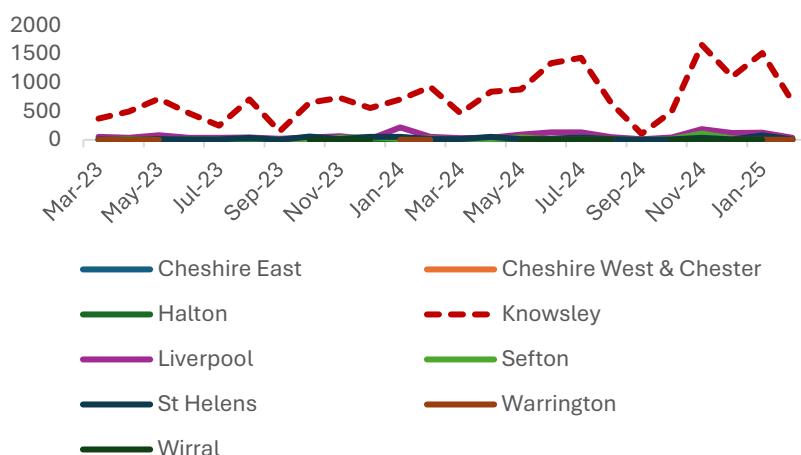 2000
1500
1000
500
0
Mar-23 May-23 Jul-23 Sep-23 Nov-23 Jan-24 Mar-24 May-24 Jul-24 Sep-24 Nov-24 Jan-25
Cheshire East Cheshire West & Chester
Halton Knowsley
Liverpool Sefton
St Helens Warrington
Wirral